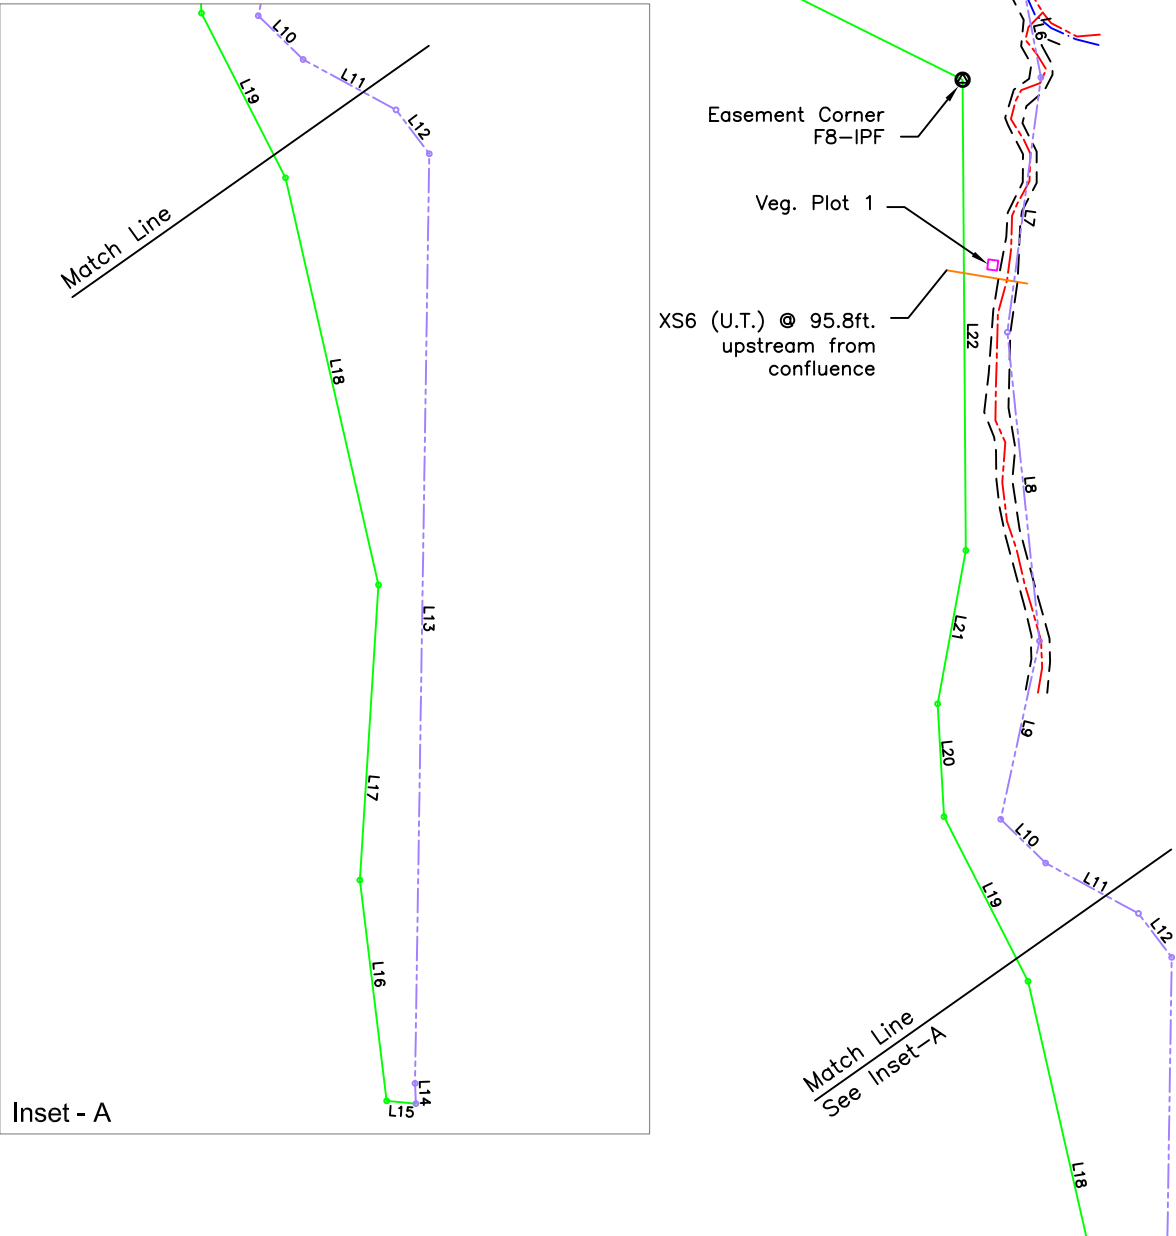 L10
L11
L12
L19
Match Line
L18
L13
L17
L16
L14
L15
Inset - A
L6
Easement Corner
F8-IPF
L7
Veg. Plot 1
XS6 (U.T.) @ 95.8ft.
upstream from
confluence
L22
L8
L21
L9
L20
L10
L11
L19
L12
Match Line
See Inset-A
L18